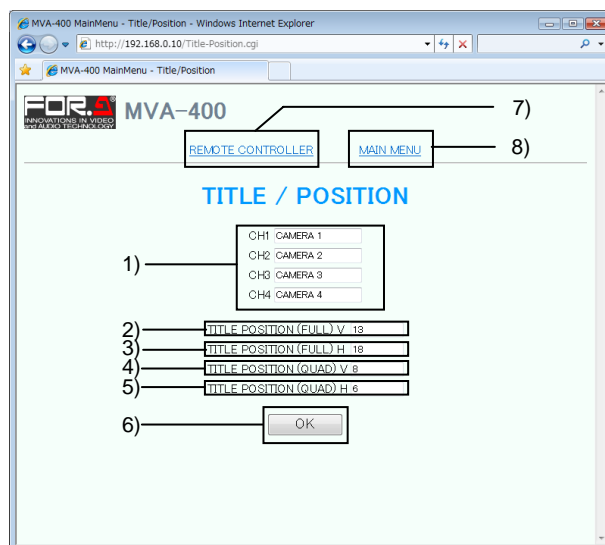 MVA-400 MainMenu - Title/Position - Windows Internet Explorer
http://192.168.0.10/Title-Position.cgi
MVA-400 MainMenu - Title/Position
FOR.A®
INNOVATIONS IN VIDEO
and AUDIO TECHNOLOGY
MVA-400
7)
REMOTE CONTROLLER
MAIN MENU
8)
TITLE / POSITION
1)
CH1 CAMERA 1
CH2 CAMERA 2
CH3 CAMERA 3
CH4 CAMERA 4
2) TITLE POSITION (FULL) V 13
3) TITLE POSITION (FULL) H 18
4) TITLE POSITION (QUAD) V 8
5) TITLE POSITION (QUAD) H 6
6) OK